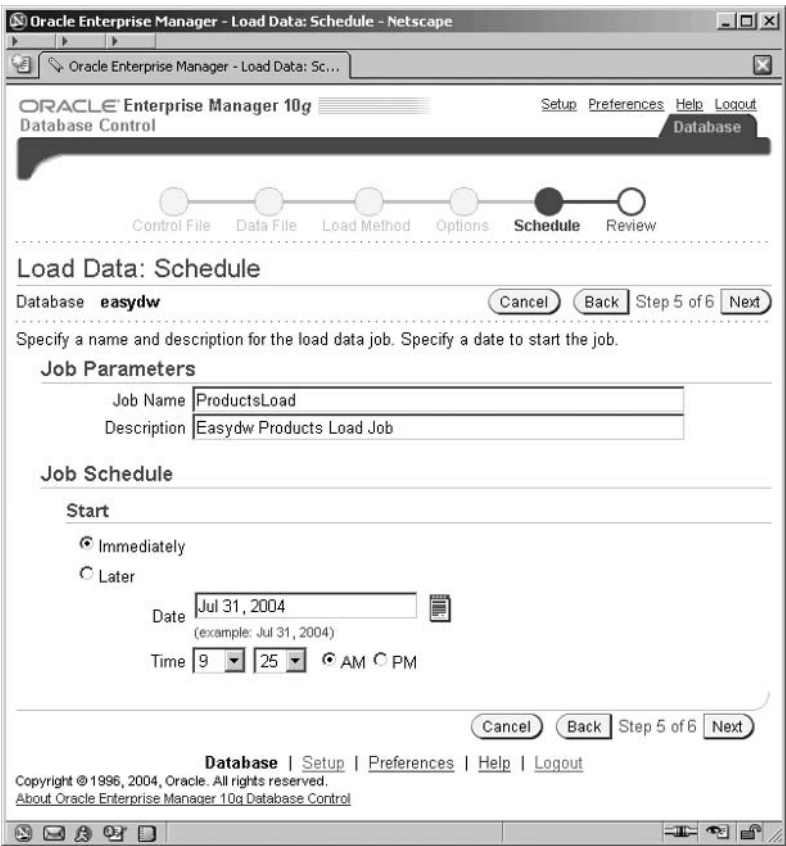 Oracle Enterprise Manager - Load Data: Schedule - Netscape
Oracle Enterprise Manager - Load Data: Sc...
ORACLE Enterprise Manager 10g
Setup Preferences Help Logout
Database Control
Database
Control File Data File Load Method Options Schedule Review
Load Data: Schedule
Database easydw
Cancel Back Step 5 of 6 Next
Specify a name and description for the load data job. Specify a date to start the job.
Job Parameters
Job Name ProductsLoad
Description Easydw Products Load Job
Job Schedule
Start
Immediately
Later
Date Jul 31, 2004
(example: Jul 31, 2004)
Time 9 25 AM PM
Cancel Back Step 5 of 6 Next
Database | Setup | Preferences | Help | Logout
Copyright © 1996, 2004, Oracle. All rights reserved.
About Oracle Enterprise Manager 10g Database Control